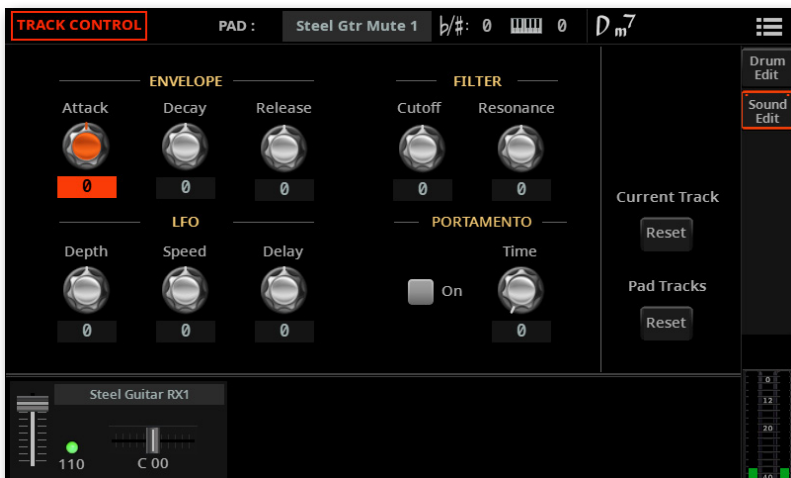 TRACK CONTROL PAD : Steel Gtr Mute 1 ♭/#: 0 0 Dm7
Drum
Edit
Sound
Edit
ENVELOPE
Attack Decay Release
0 0 0
FILTER
Cutoff Resonance
0 0
LFO
Depth Speed Delay
0 0 0
PORTAMENTO
Time
On
0
Current Track
Reset
Pad Tracks
Reset
Steel Guitar RX1
110 C 00
0
12
20
40